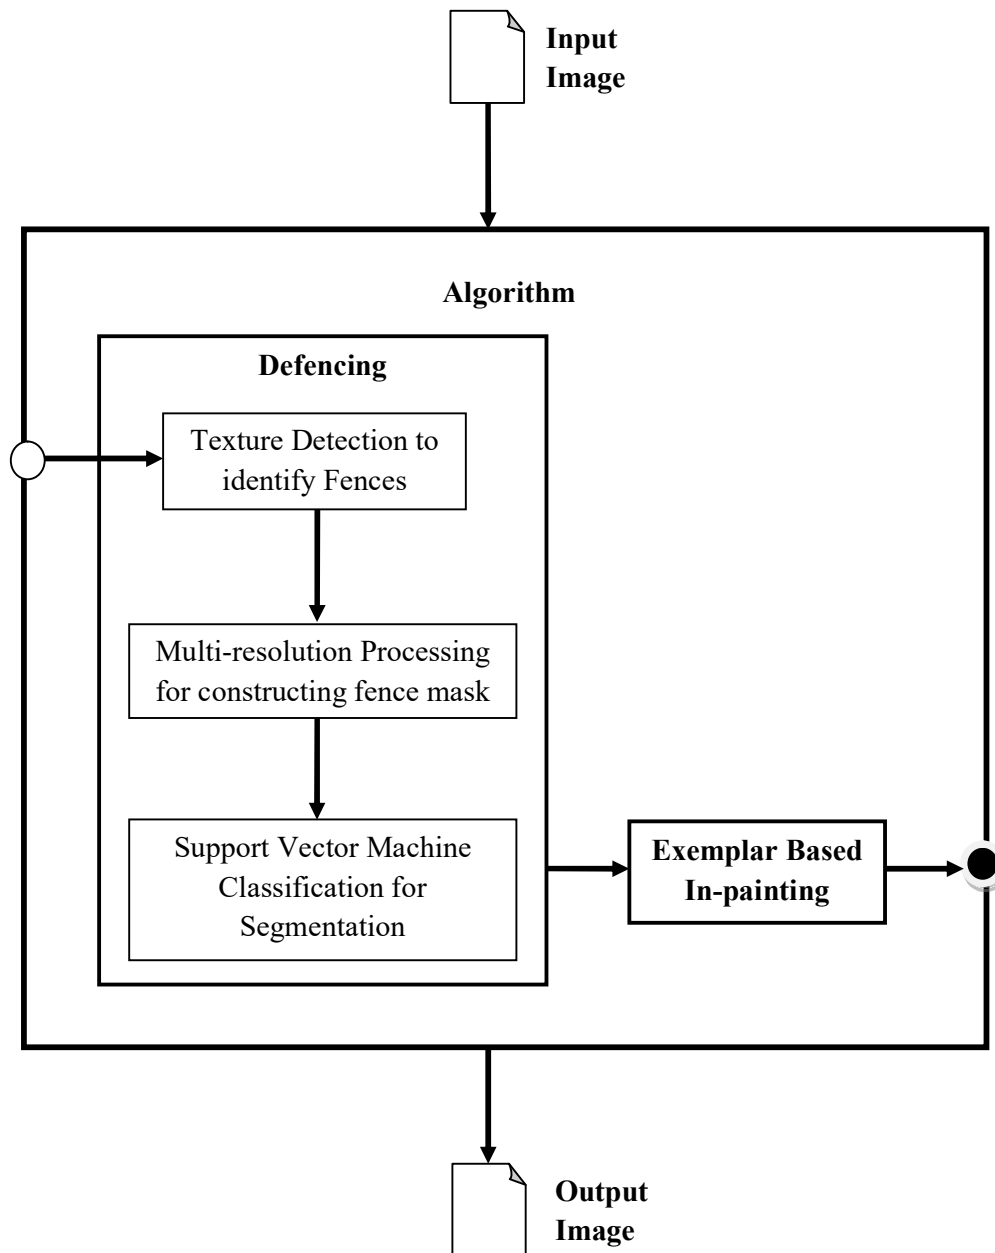 Input
Image
Algorithm
Defencing
Texture Detection to
identify Fences
Multi-resolution Processing
for constructing fence mask
Support Vector Machine
Classification for
Segmentation
Exemplar Based
In-painting
Output
Image